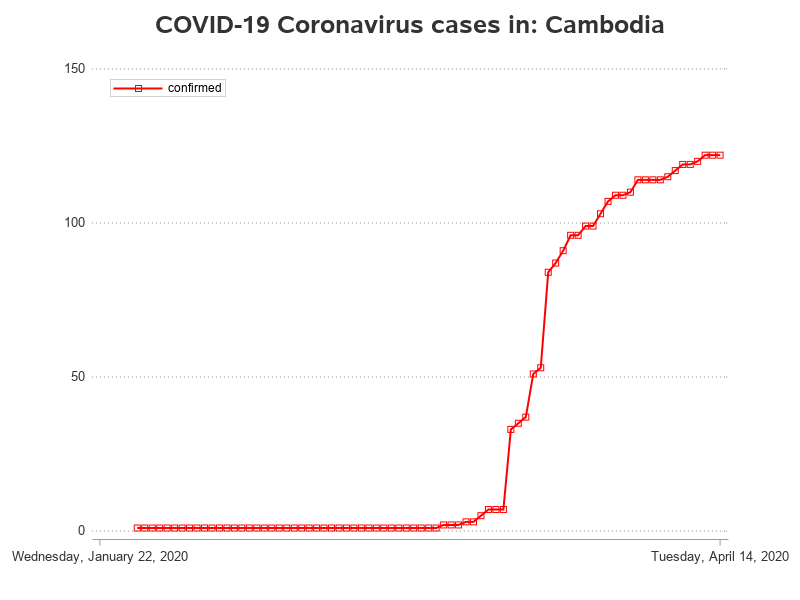 COVID-19 Coronavirus cases in: Cambodia
150
confirmed
100
50
0
Wednesday, January 22, 2020
Tuesday, April 14, 2020